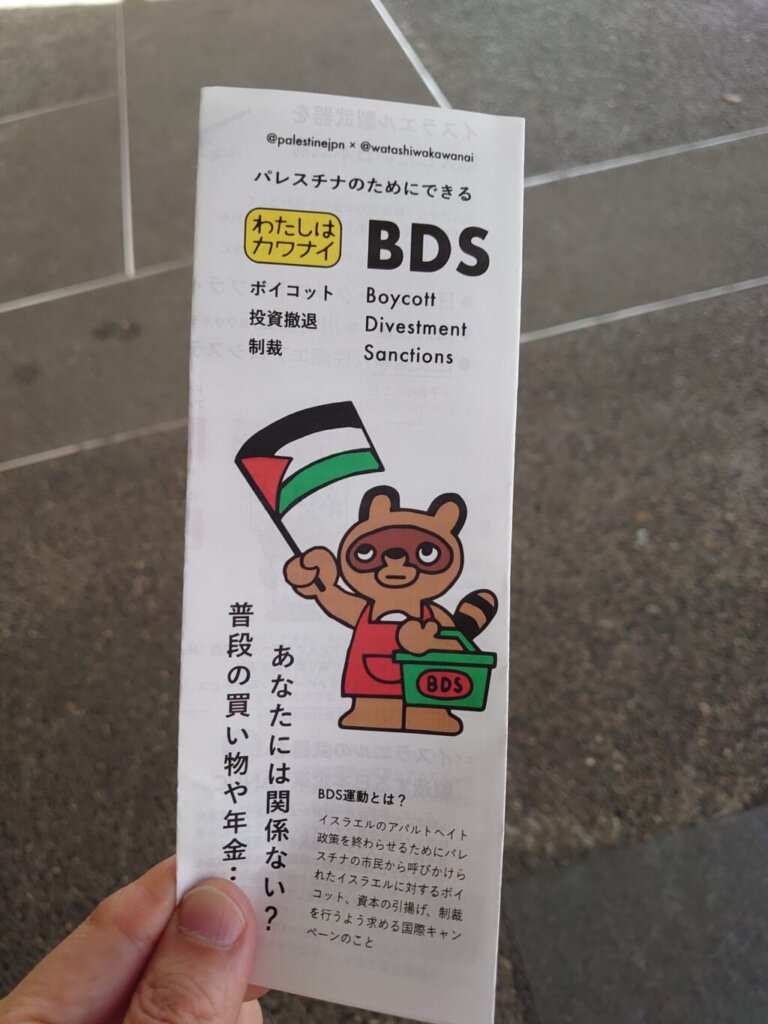 @palestinejpn × @watashiwakawanai
パレスチナのためにできる
わたしは
カワナイ
BDS
ボイコット Boycott
投資撤退 Divestment
制裁 Sanctions
BDS
あなたには関係ない?
普段の買い物や年金…
BDS運動とは?
イスラエルのアパルトヘイト
政策を終わらせるためにパレ
スチナの市民から呼びかけら
れたイスラエルに対するボイ
コット、資本の引揚げ、制裁
を行うよう求める国際キャン
ペーンのこと